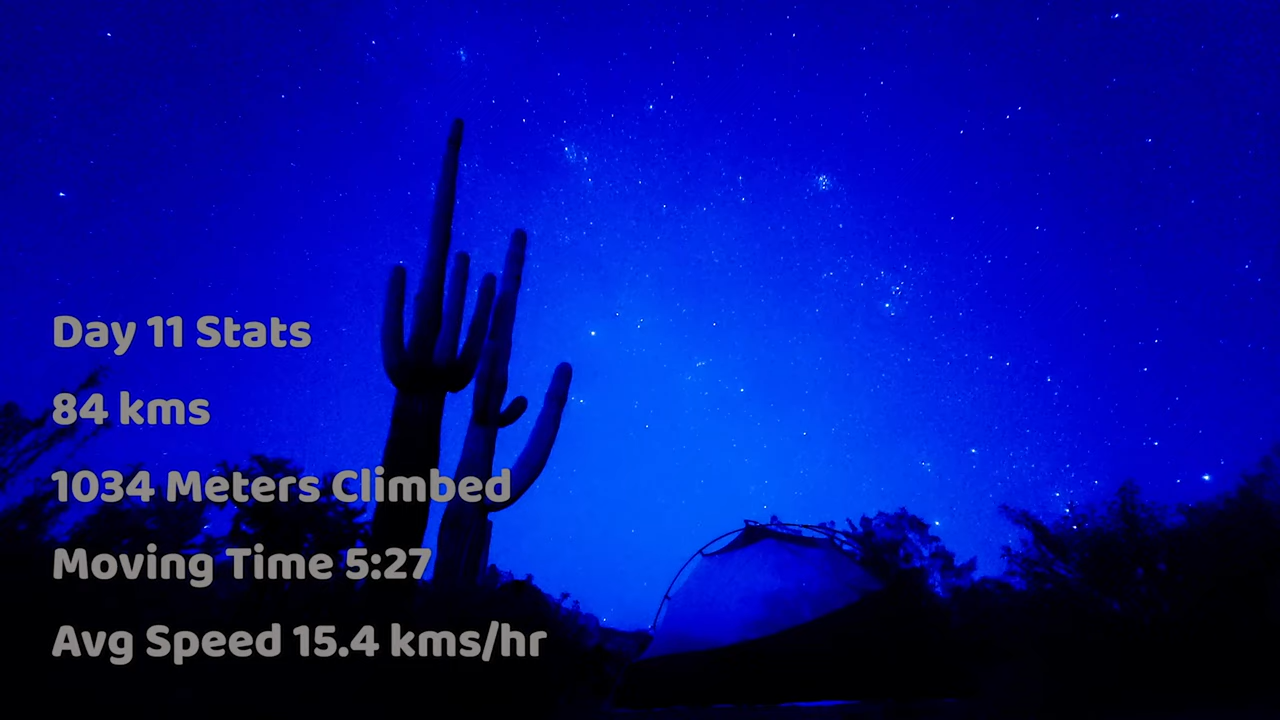 Day 11 Stats
84 kms
1034 Meters Climbed
Moving Time 5:27
Avg Speed 15.4 kms/hr